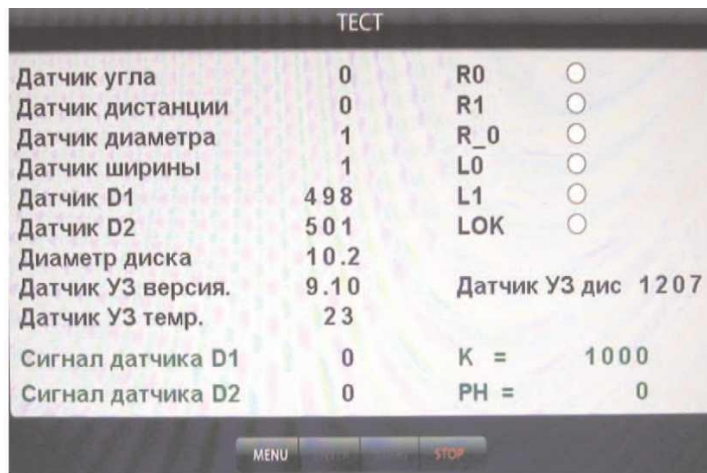 ТЕСТ
Датчик угла 0 R0
Датчик дистанции 0 R1
Датчик диаметра 1 R_0
Датчик ширины 1 L0
Датчик D1 498 L1
Датчик D2 501 LOK
Диаметр диска 10.2
Датчик УЗ версия. 9.10 Датчик УЗ дис 1207
Датчик УЗ темр. 23
Сигнал датчика D1 0 K = 1000
Сигнал датчика D2 0 PH = 0
MENU STOP